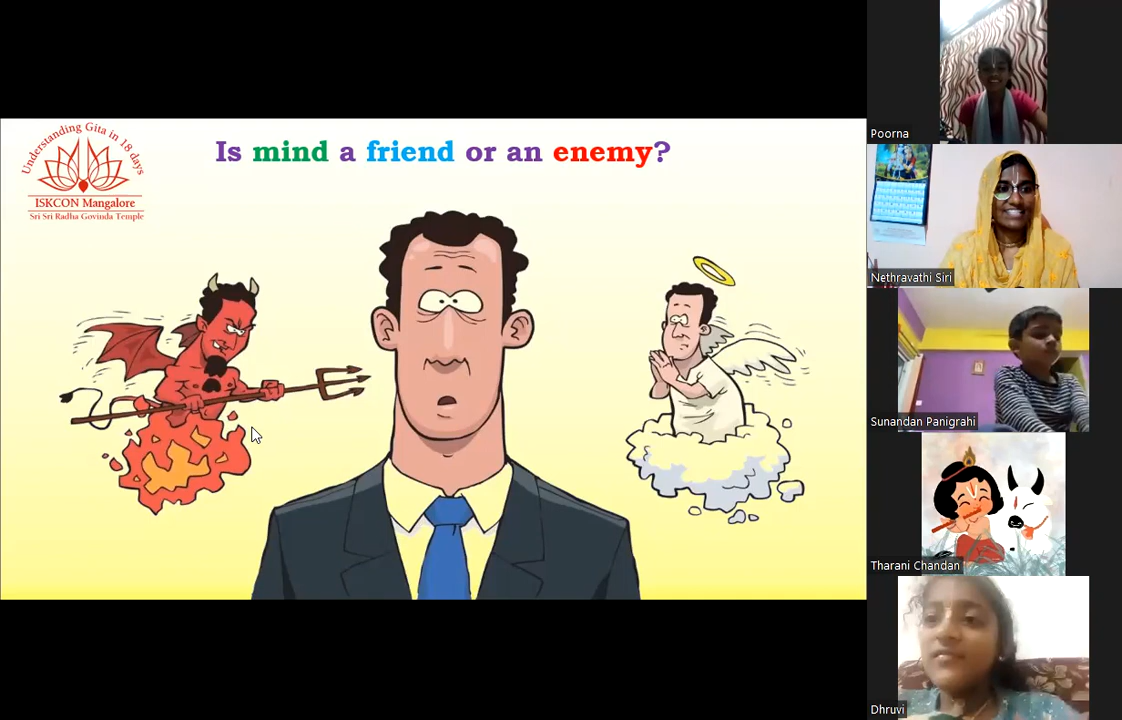 Understanding Gita in 18 days
ISKCON Mangalore
Sri Sri Radha Govinda Temple
Is mind a friend or an enemy?
Poorna
Nethravathi Siri
Sunandan Panigrahi
Tharani Chandan
Dhruvi